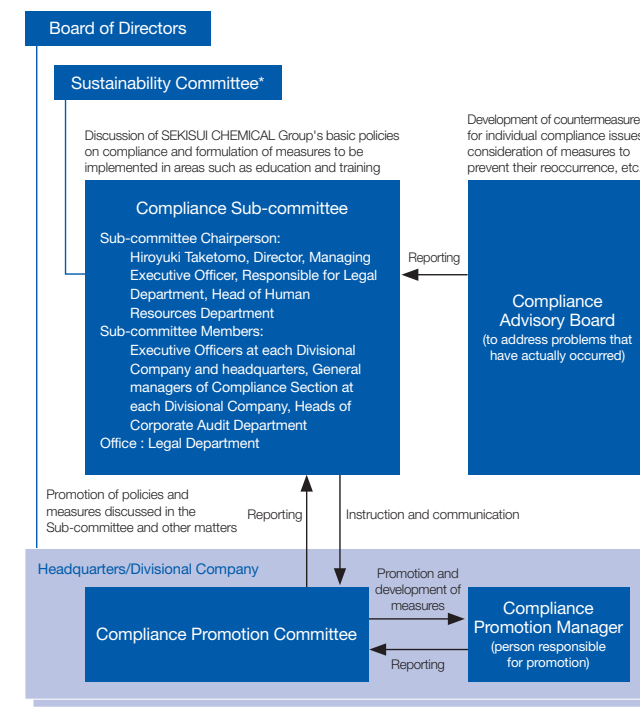 Board of Directors
Sustainability Committee*
Discussion of SEKISUI CHEMICAL Group's basic policies
on compliance and formulation of measures to be
implemented in areas such as education and training
Development of countermeasure
for individual compliance issues
consideration of measures to
prevent their reoccurrence, etc.
Compliance Sub-committee
Sub-committee Chairperson:
Hiroyuki Taketomo, Director, Managing
Executive Officer, Responsible for Legal
Department, Head of Human
Resources Department
Sub-committee Members:
Executive Officers at each Divisional
Company and headquarters, General
managers of Compliance Section at
each Divisional Company, Heads of
Corporate Audit Department
Office : Legal Department
Reporting
Compliance
Advisory Board
(to address problems that
have actually occurred)
Promotion of policies and
measures discussed in the
Sub-committee and other matters
Reporting
Instruction and communication
Headquarters/Divisional Company
Compliance Promotion Committee
Promotion and
development of
measures
Reporting
Compliance
Promotion Manager
(person responsible
for promotion)